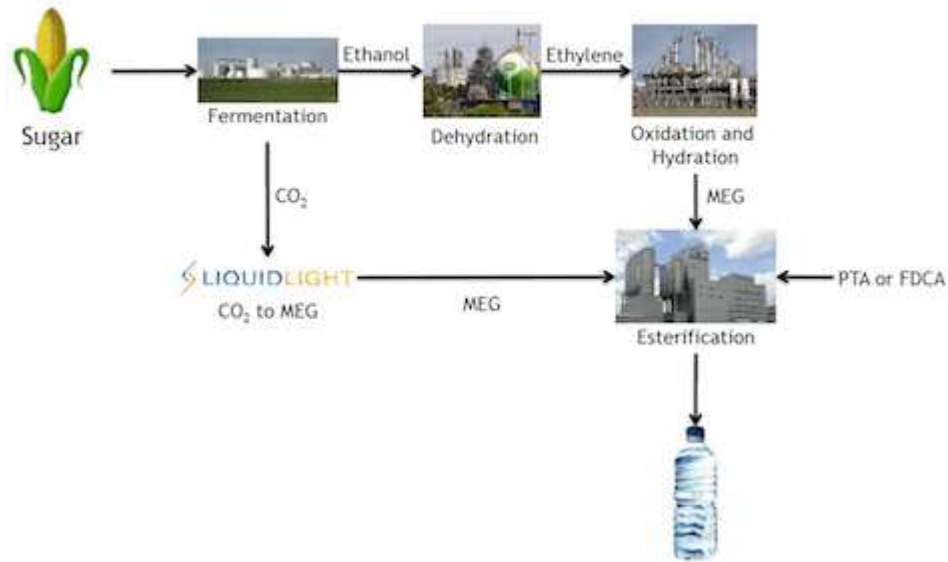 Sugar
Fermentation
Ethanol
Dehydration
Ethylene
Oxidation and
Hydration
CO₂
MEG
LIQUIDLIGHT
CO₂ to MEG
MEG
PTA or FDCA
Esterification